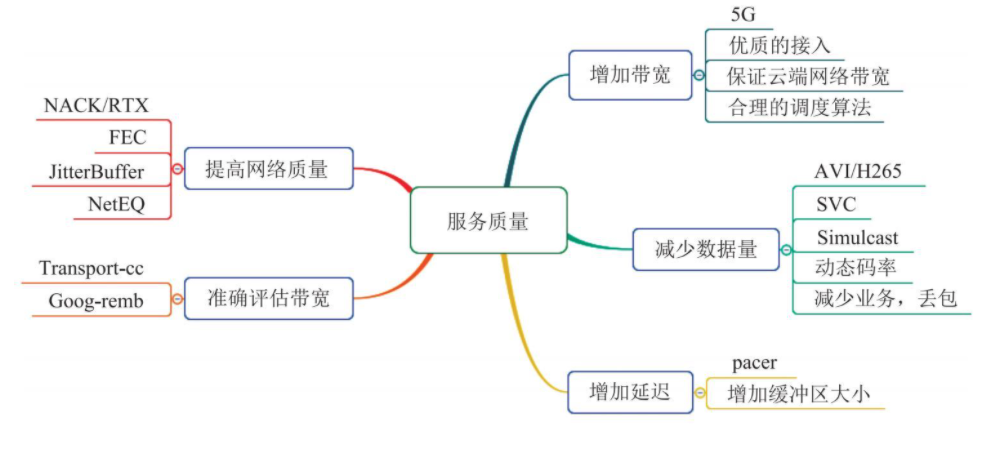 服务质量
增加带宽
5G
优质的接入
保证云端网络带宽
合理的调度算法
减少数据量
AVI/H265
SVC
Simulcast
动态码率
减少业务，丢包
增加延迟
pacer
增加缓冲区大小
提高网络质量
NACK/RTX
FEC
JitterBuffer
NetEQ
准确评估带宽
Transport-cc
Goog-remb